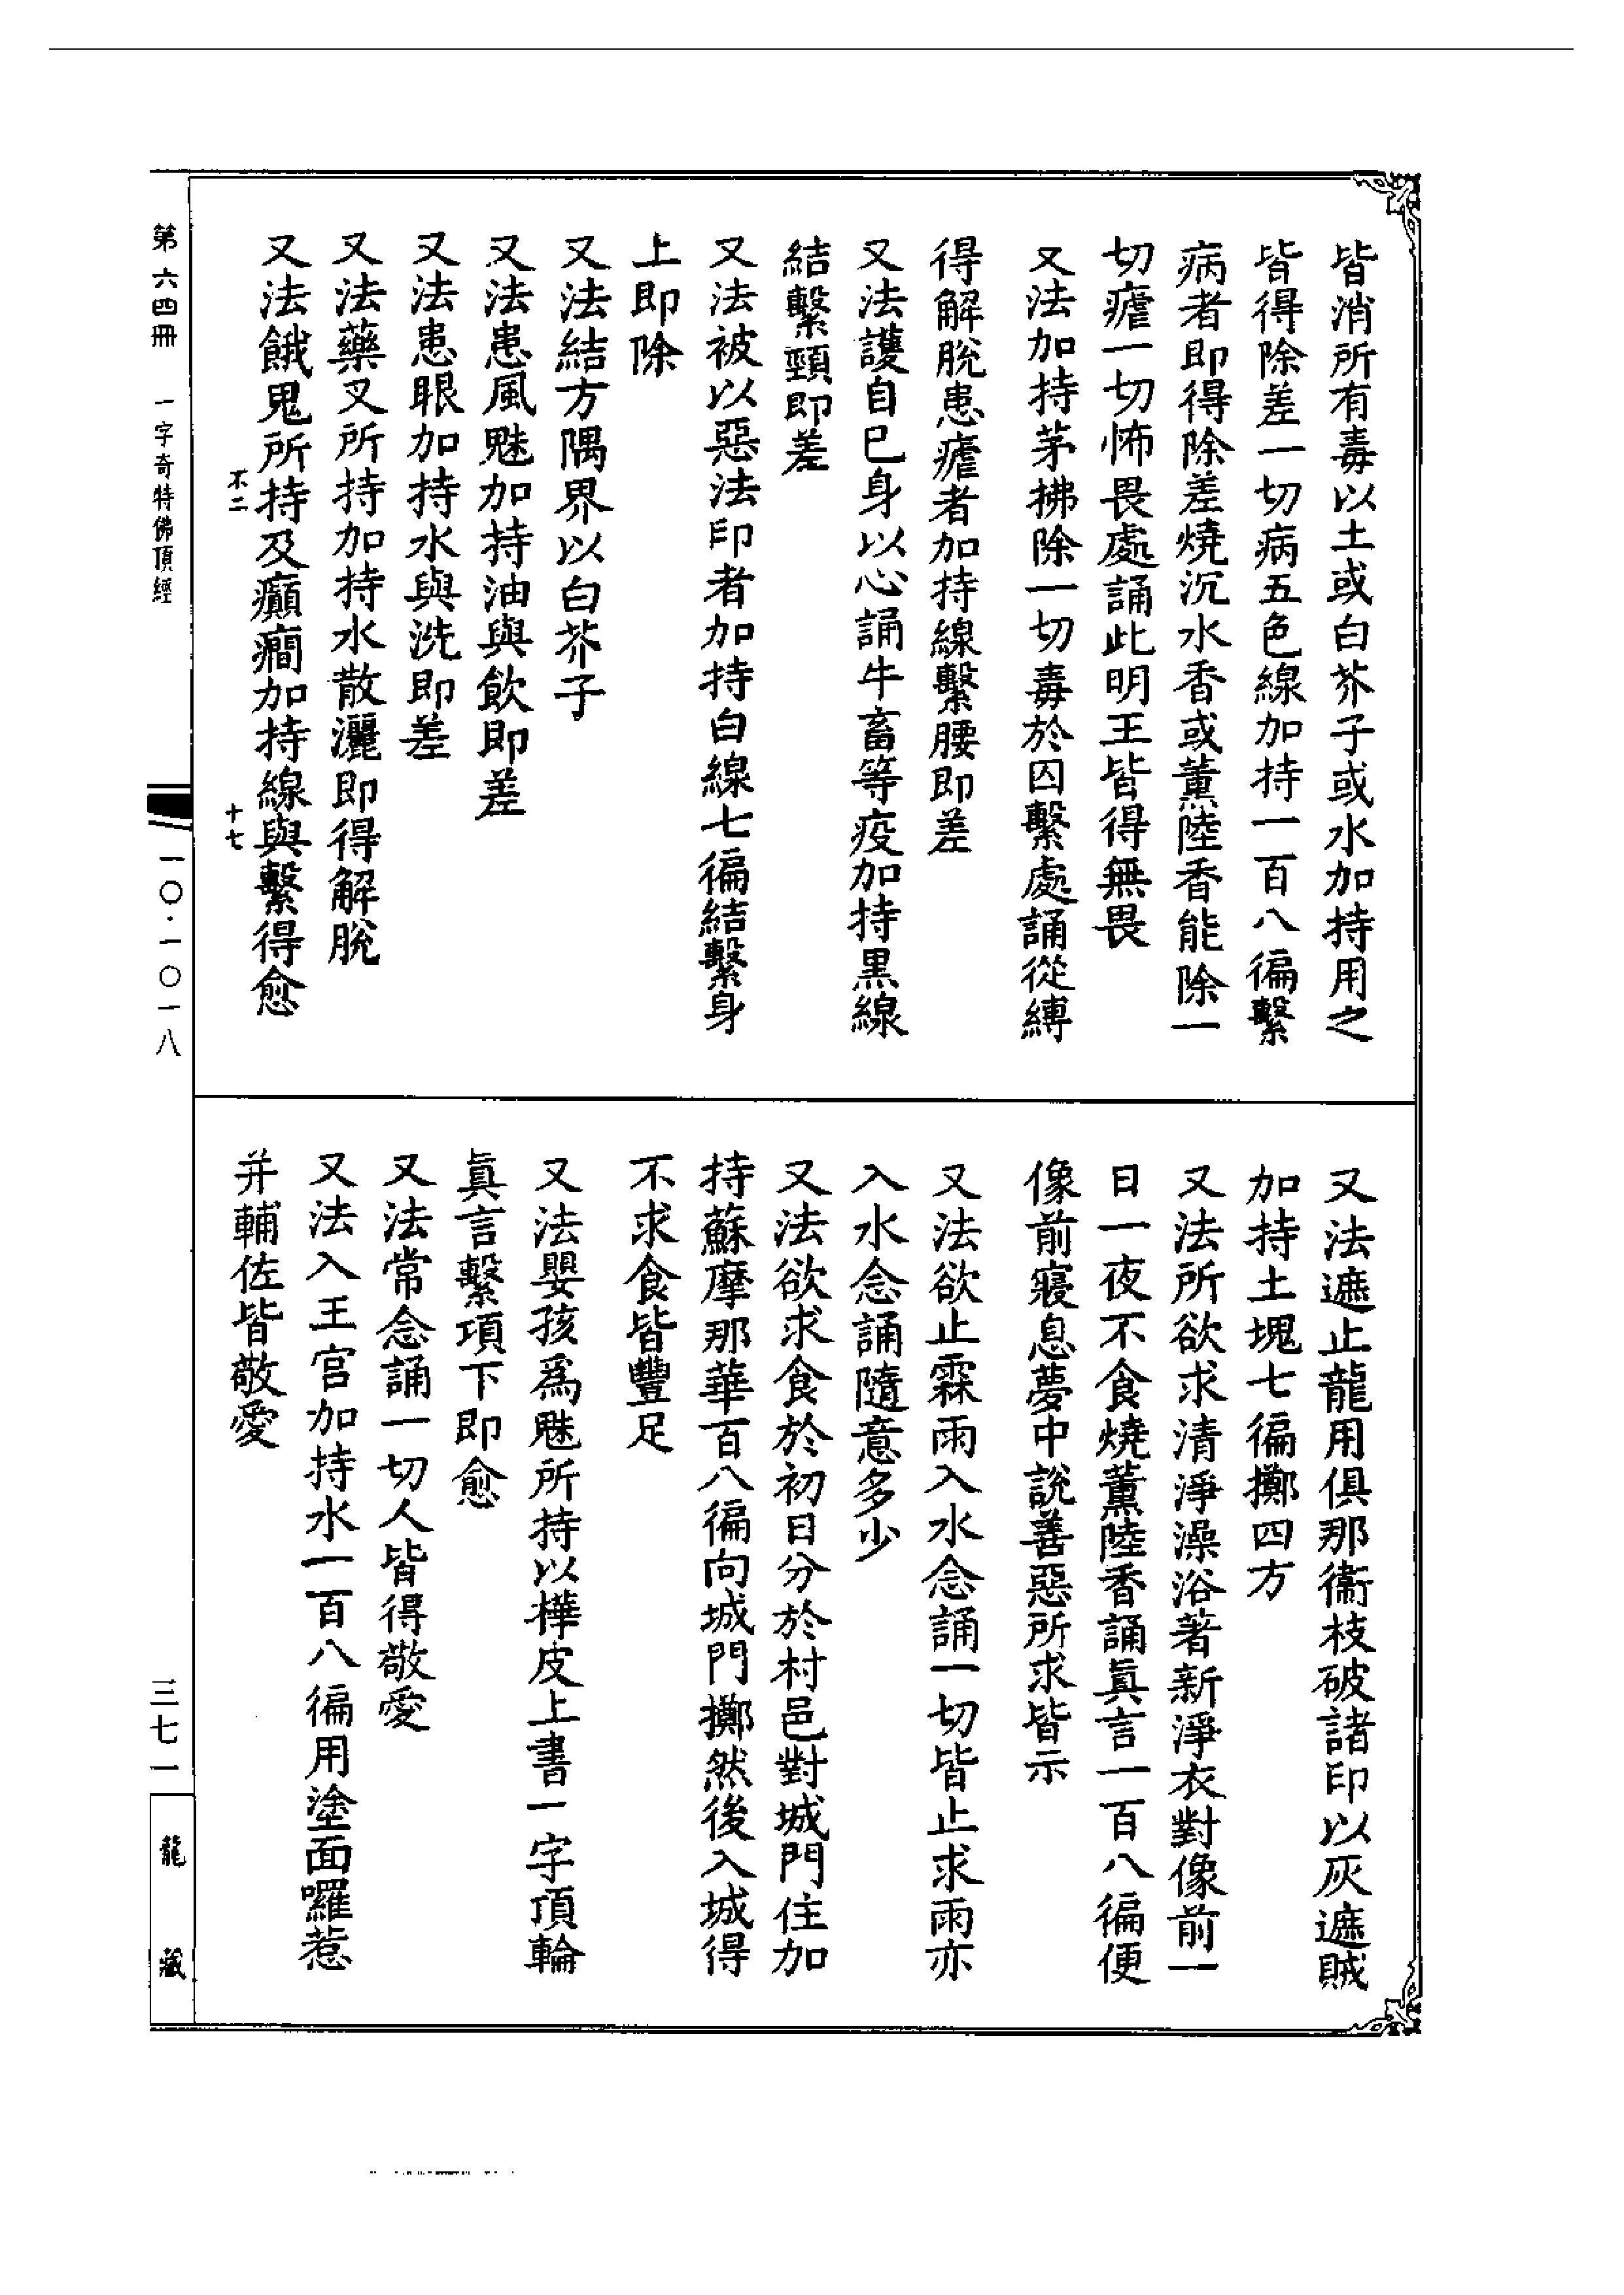 皆消所有毒以土或白芥子或水加持用之
皆得除差一切病五色線加持一百八徧繫
病者即得除差燒沉水香或薰陸香能除一
切瘧一切怖畏處誦此明王皆得無畏
又法加持茅拂除一切毒於囚繫處誦從縛
得解脫患瘧者加持線繫腰即差
又法護自巳身以心誦牛畜等疫加持黒線
結繫頸即差
又法被以惡法印者加持白線七徧結繫身
上即除
又法結方隅界以白芥子
又法患風魅加持油與飲即差
又法患眼加持水與洗即差
又法藥叉所持加持水散灑即得解脫
又法餓鬼所持及癲癇加持線與繫得愈
不二
十七
又法遮止龍用俱那衞枝破諸印以灰遮賊
加持土塊七徧擲四方
又法所欲求清淨澡浴著新淨衣對像前一
日一夜不食燒薰陸香誦眞言一百八徧便
像前寢息夢中說善惡所求皆示
又法欲止霖雨入水念誦一切皆止求雨亦
入水念誦隨意多少
又法欲求食於初日分於村邑對城門住加
持蘇摩那華百八徧向城門擲然後入城得
不求食皆豐足
又法嬰孩爲魅所持以樺皮上書一字頂輪
眞言繫項下即愈
又法常念誦一切人皆得敬愛
又法入王宮加持水一百八徧用塗面囉惹
并輔佐皆敬愛
第六四冊 一字奇特佛頂經
一〇·一〇一八
三七一
龍藏